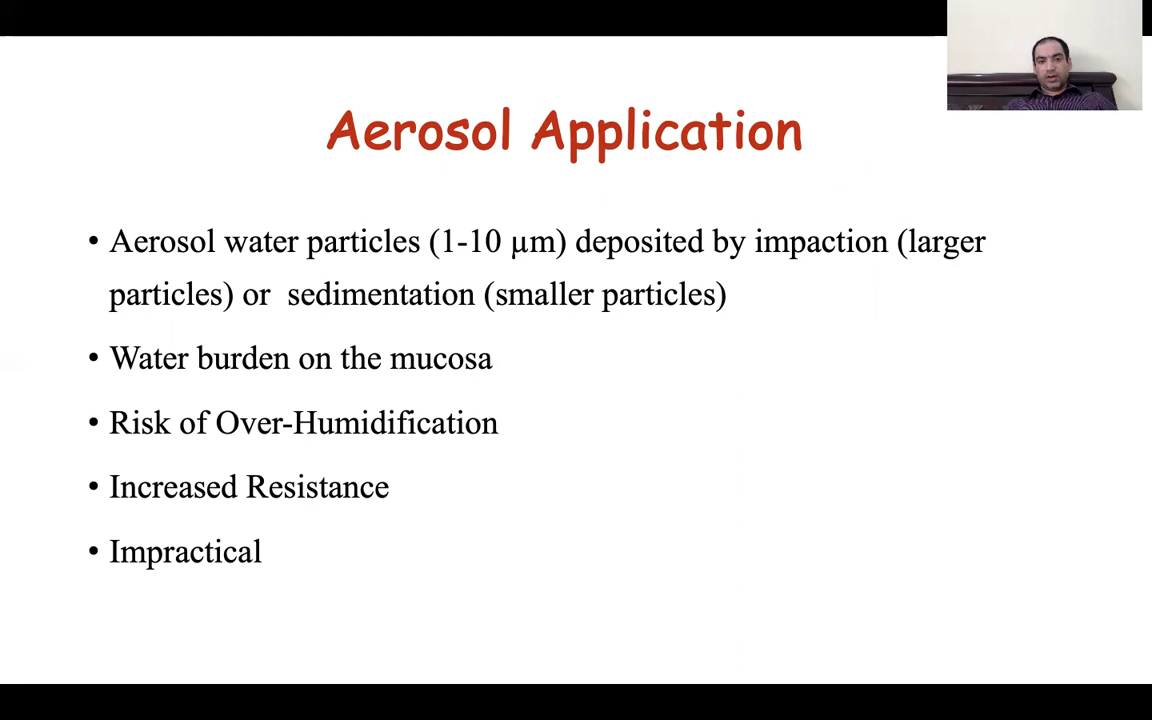 Aerosol Application
• Aerosol water particles (1-10 µm) deposited by impaction (larger
particles) or  sedimentation (smaller particles)
• Water burden on the mucosa
• Risk of Over-Humidification
• Increased Resistance
• Impractical